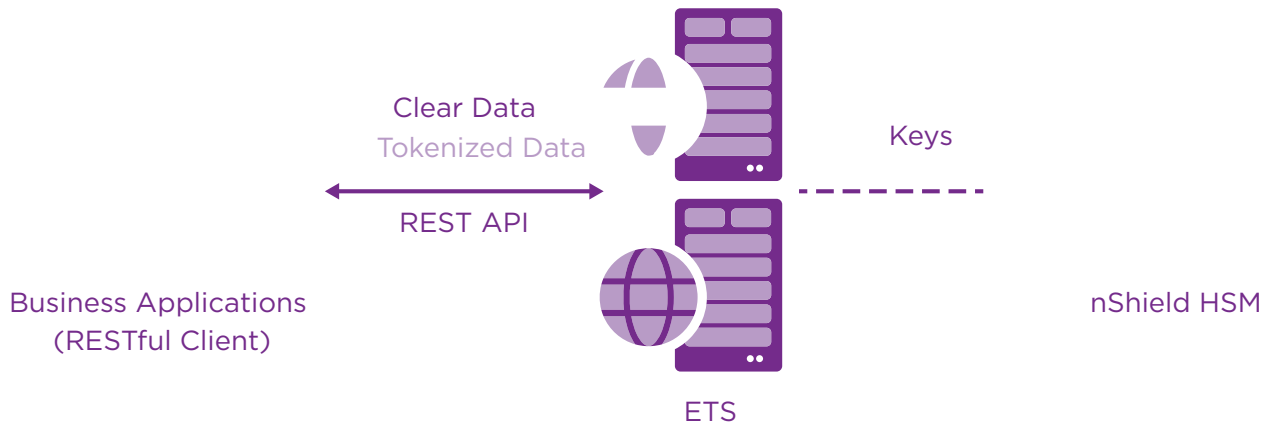 Clear Data
Tokenized Data
REST API
Keys
Business Applications
(RESTful Client)
nShield HSM
ETS